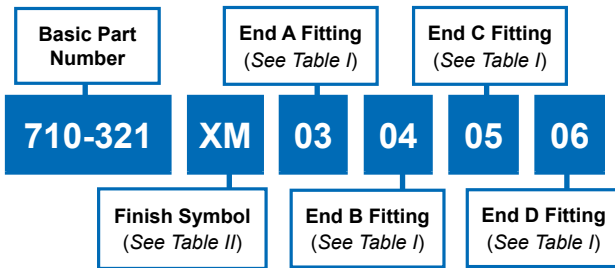 Basic Part
Number
End A Fitting
(See Table I)
End C Fitting
(See Table I)
710-321 XM 03 04 05 06
Finish Symbol
(See Table II)
End B Fitting
(See Table I)
End D Fitting
(See Table I)